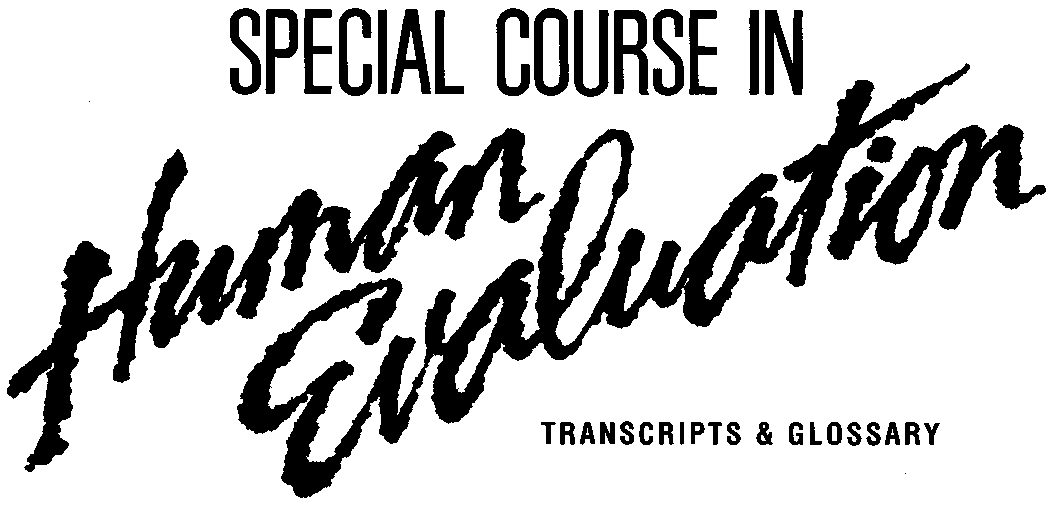 SPECIAL COURSE IN
Human
Evaluation
TRANSCRIPTS & GLOSSARY